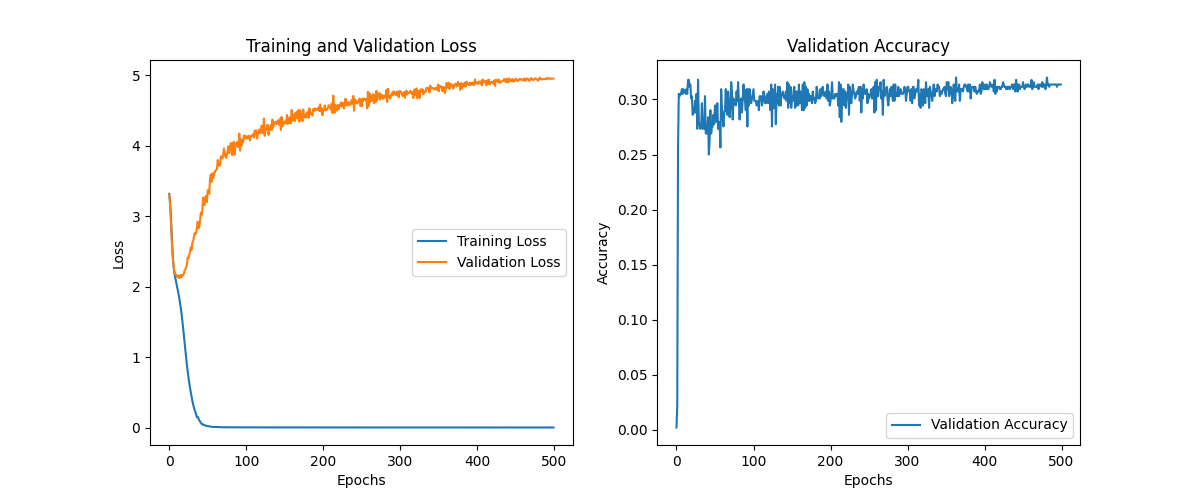 Training and Validation Loss
5
4
3
2
1
0
Loss
Training Loss
Validation Loss
0 100 200 300 400 500
Epochs
Validation Accuracy
0.30
0.25
0.20
0.15
0.10
0.05
0.00
Accuracy
Validation Accuracy
0 100 200 300 400 500
Epochs